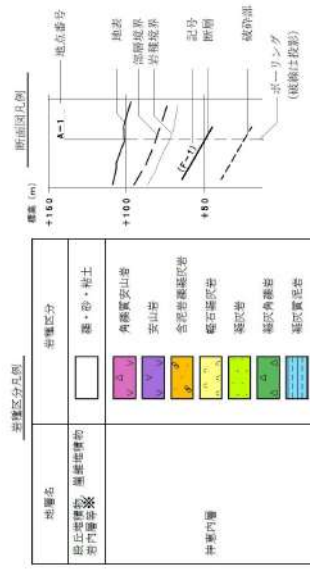 岩種区分凡例
地層名
岩種区分
段丘堆積物／崖錐堆積物
岩内層等※
礫・砂・粘土
神恵内層
角礫質安山岩
安山岩
含泥岩礫凝灰岩
軽石凝灰岩
凝灰岩
凝灰角礫岩
凝灰質泥岩
断面図凡例
標高 (m)
+150
+100
+50
A-1
(F-1)
地点番号
地表
部層境界
岩種境界
記号
断層
破砕部
ボーリング
(破線は投影)